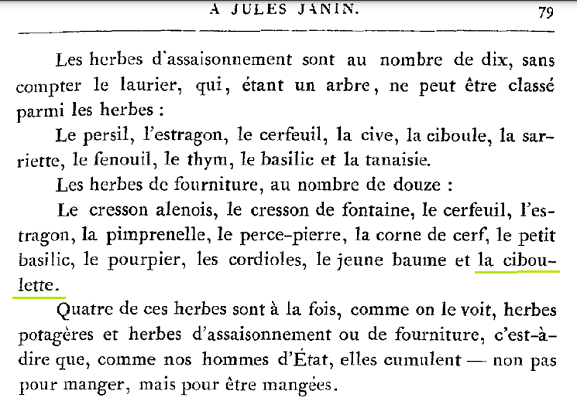 A JULES JANIN. 79
Les herbes d'assaisonnement sont au nombre de dix, sans
compter le laurier, qui, étant un arbre, ne peut être classé
parmi les herbes :
Le persil, l'estragon, le cerfeuil, la cive, la ciboule, la sar-
riette, le fenouil, le thym, le basilic et la tanaisie.
Les herbes de fourniture, au nombre de douze :
Le cresson alenois, le cresson de fontaine, le cerfeuil, l'es-
tragon, la pimprenelle, le perce-pierre, la corne de cerf, le petit
basilic, le pourpier, les cordioles, le jeune baume et la cibou-
lette.
Quatre de ces herbes sont à la fois, comme on le voit, herbes
potagères et herbes d'assaisonnement ou de fourniture, c'est-à-
dire que, comme nos hommes d'État, elles cumulent — non pas
pour manger, mais pour être mangées.